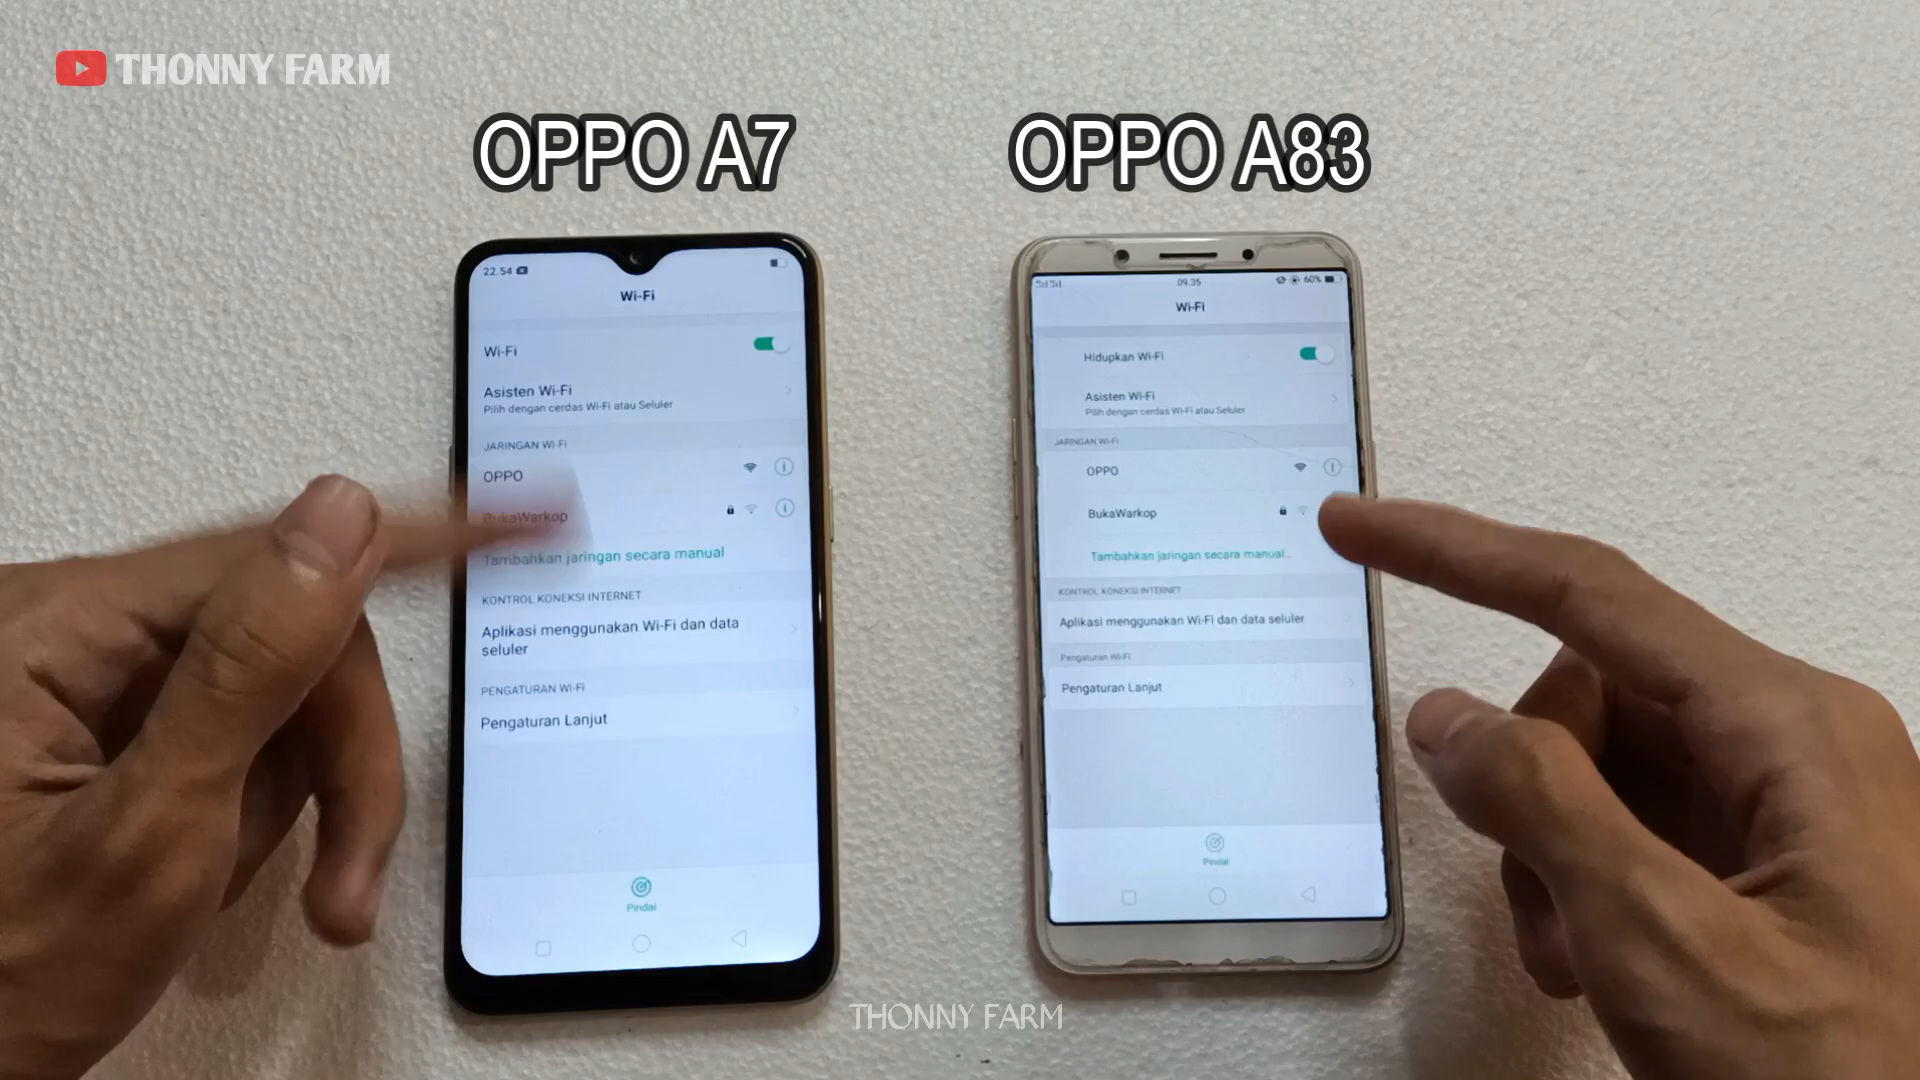 THONNY FARM
OPPO A7
OPPO A83
22.54
Wi-Fi
Wi-Fi
Asisten Wi-Fi
Pilih dengan cerdas Wi-Fi atau Seluler
JARINGAN Wi-Fi
OPPO
BukaWarkop
Tambahkan jaringan secara manual
KONTROL KONEKSI INTERNET
Aplikasi menggunakan Wi-Fi dan data
seluler
PENGATURAN Wi-Fi
Pengaturan Lanjut
Pindai
09.35
60%
Wi-Fi
Hidupkan Wi-Fi
Asisten Wi-Fi
Pilih dengan cerdas Wi-Fi atau Seluler
JARINGAN Wi-Fi
OPPO
BukaWarkop
Tambahkan jaringan secara manual...
KONTROL KONEKSI INTERNET
Aplikasi menggunakan Wi-Fi dan data seluler
Pengaturan Wi-Fi
Pengaturan Lanjut
Pindai
THONNY FARM